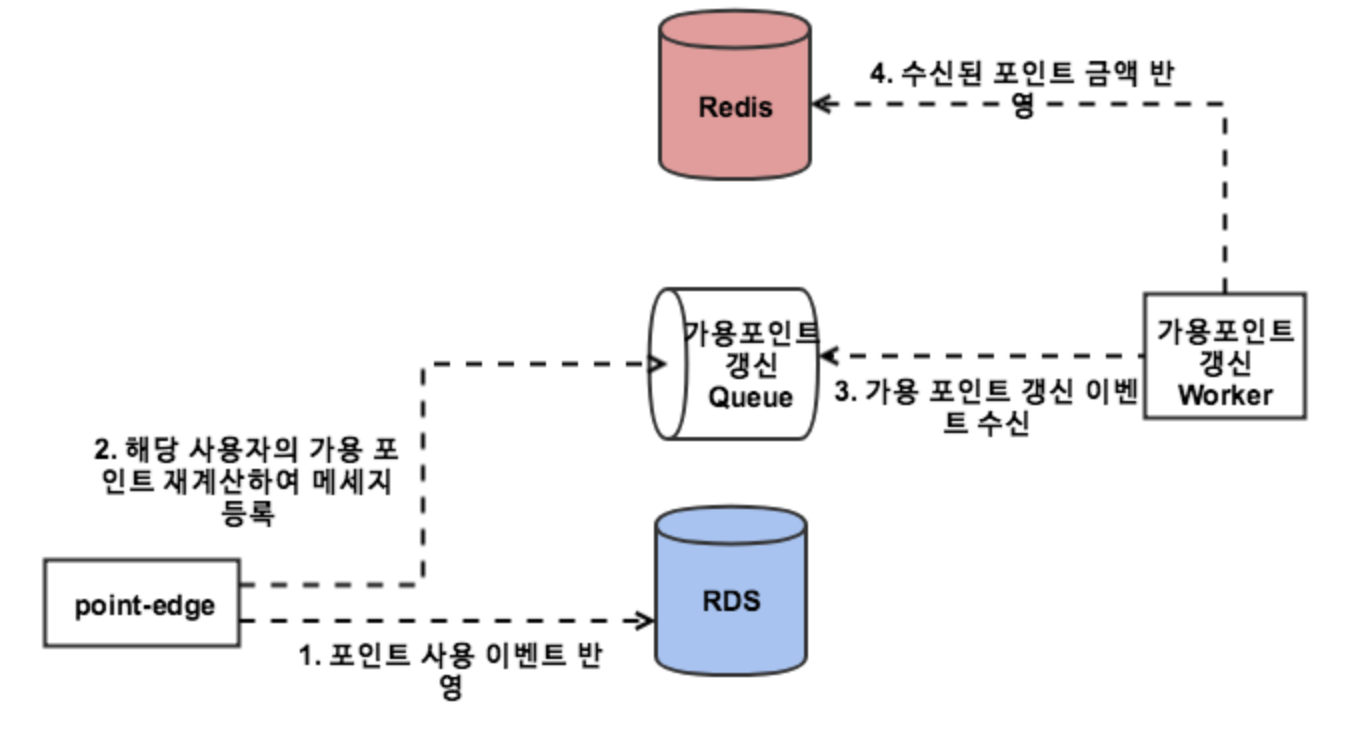 Redis
4. 수신된 포인트 금액 반
영
가용포인트
갱신
Queue
가용포인트
갱신
Worker
3. 가용 포인트 갱신 이벤
트 수신
2. 해당 사용자의 가용 포
인트 재계산하여 메세지
등록
point-edge
RDS
1. 포인트 사용 이벤트 반
영